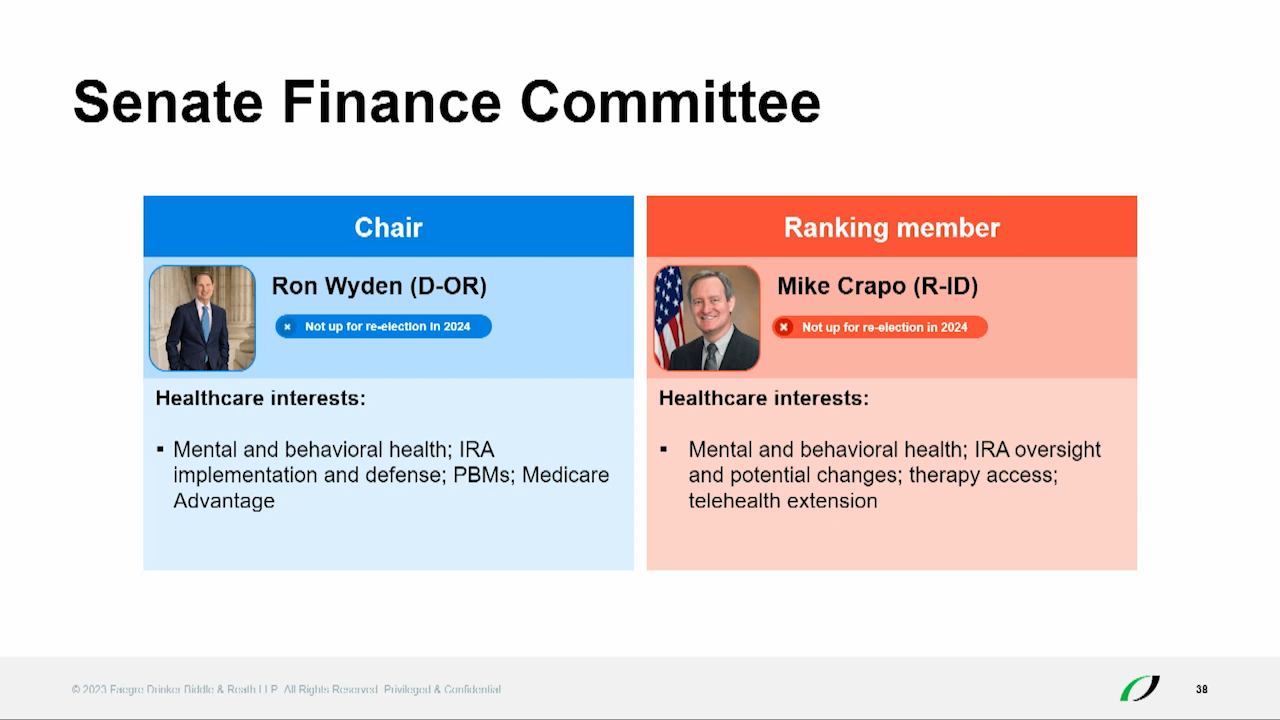 Senate Finance Committee
Chair
Ron Wyden (D-OR)
Not up for re-election in 2024
Healthcare interests:
▪ Mental and behavioral health; IRA
implementation and defense; PBMs; Medicare
Advantage
Ranking member
Mike Crapo (R-ID)
Not up for re-election in 2024
Healthcare interests:
▪ Mental and behavioral health; IRA oversight
and potential changes; therapy access;
telehealth extension
© 2023 Faegre Drinker Biddle & Reath LLP. All Rights Reserved. Privileged & Confidential
38